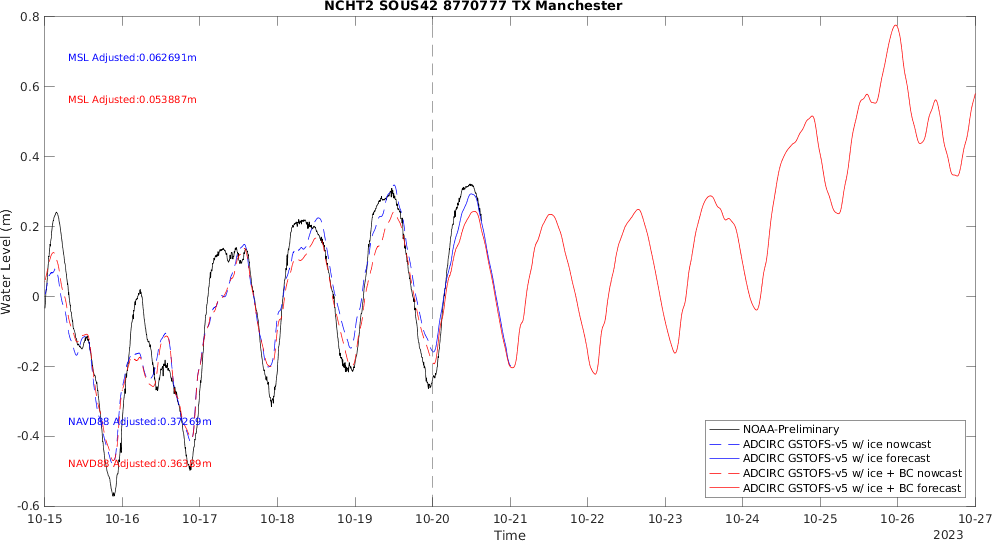 NCHT2 SOUS42 8770777 TX Manchester
0.8
MSL Adjusted:0.062691m
0.6
MSL Adjusted:0.053887m
0.4
0.2
Water Level (m)
0
-0.2
-0.4
NAVD88 Adjusted:0.37269m
NAVD88 Adjusted:0.36389m
-0.6
NOAA-Preliminary
ADCIRC GSTOFS-v5 w/ ice nowcast
ADCIRC GSTOFS-v5 w/ ice forecast
ADCIRC GSTOFS-v5 w/ ice + BC nowcast
ADCIRC GSTOFS-v5 w/ ice + BC forecast
10-15 10-16 10-17 10-18 10-19 10-20 10-21 10-22 10-23 10-24 10-25 10-26 10-27
Time
2023